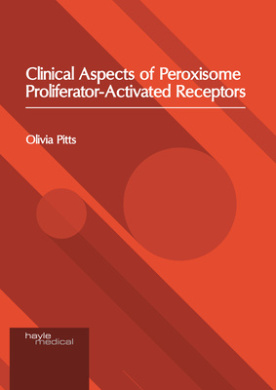 Clinical Aspects of Peroxisome
Proliferator-Activated Receptors
Olivia Pitts
hayle
medical